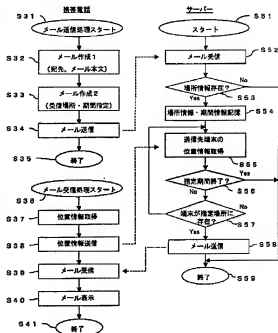 携帯電話
S31
メール送信処理スタート
S32
メール作成1
(宛先、メール本文)
S33
メール作成2
(受信場所・期間指定)
S34
メール送信
S35
終了
S36
メール受信処理スタート
S37
位置情報取得
S38
位置情報送信
S39
メール受信
S40
メール表示
S41
終了
サーバー
S51
スタート
S52
メール受信
場所情報存在?
No
Yes
S53
場所情報・期間情報記憶
S54
送信先端末の
位置情報取得
S55
指定期間終了?
Yes
No
S56
端末が指定場所に
存在?
No
Yes
S57
メール送信
S58
終了
S59